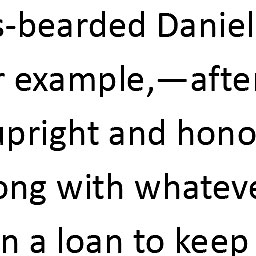 s-bearded Daniel
r example,—after
upright and hono
ong with whateve
n a loan to keep